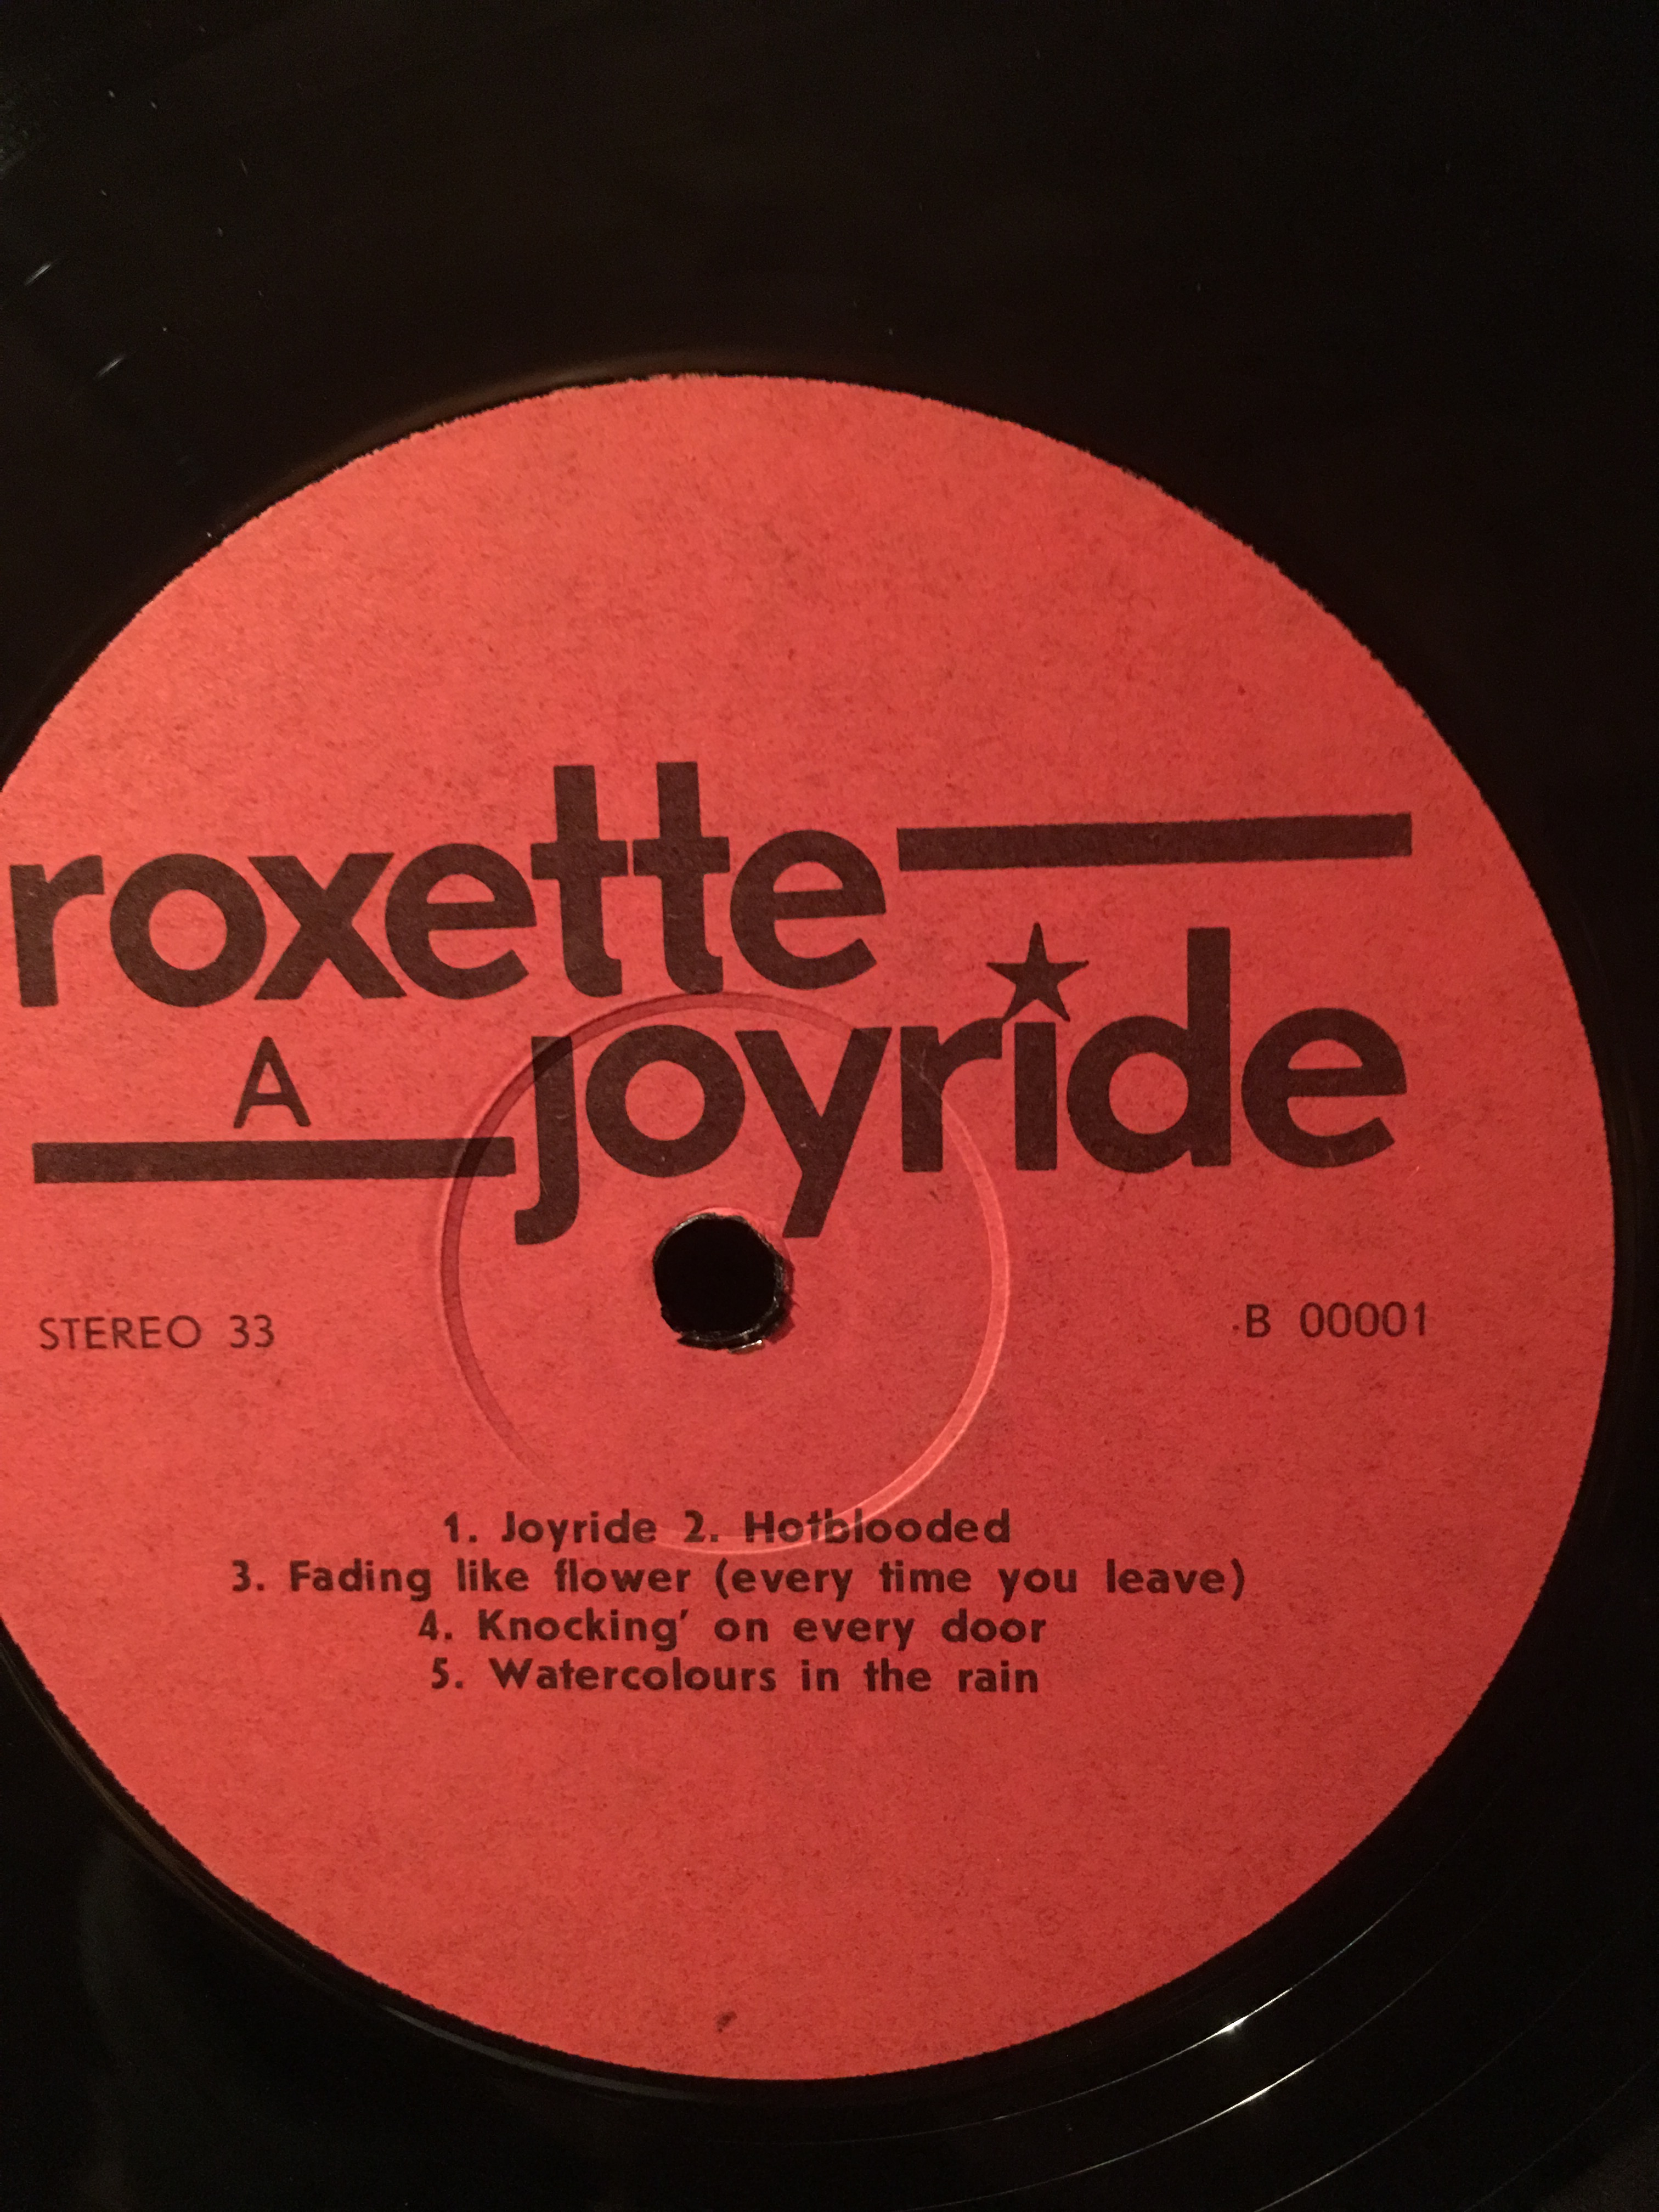 roxette
A joyride
STEREO 33 B 00001
1. Joyride 2. Hotblooded
3. Fading like flower (every time you leave)
4. Knocking' on every door
5. Watercolours in the rain